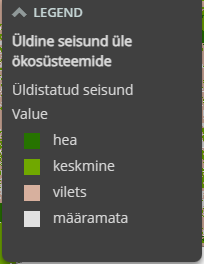 LEGEND
Üldine seisund üle
ökosüsteemide
Üldistatud seisund
Value
hea
keskmine
vilets
määramata